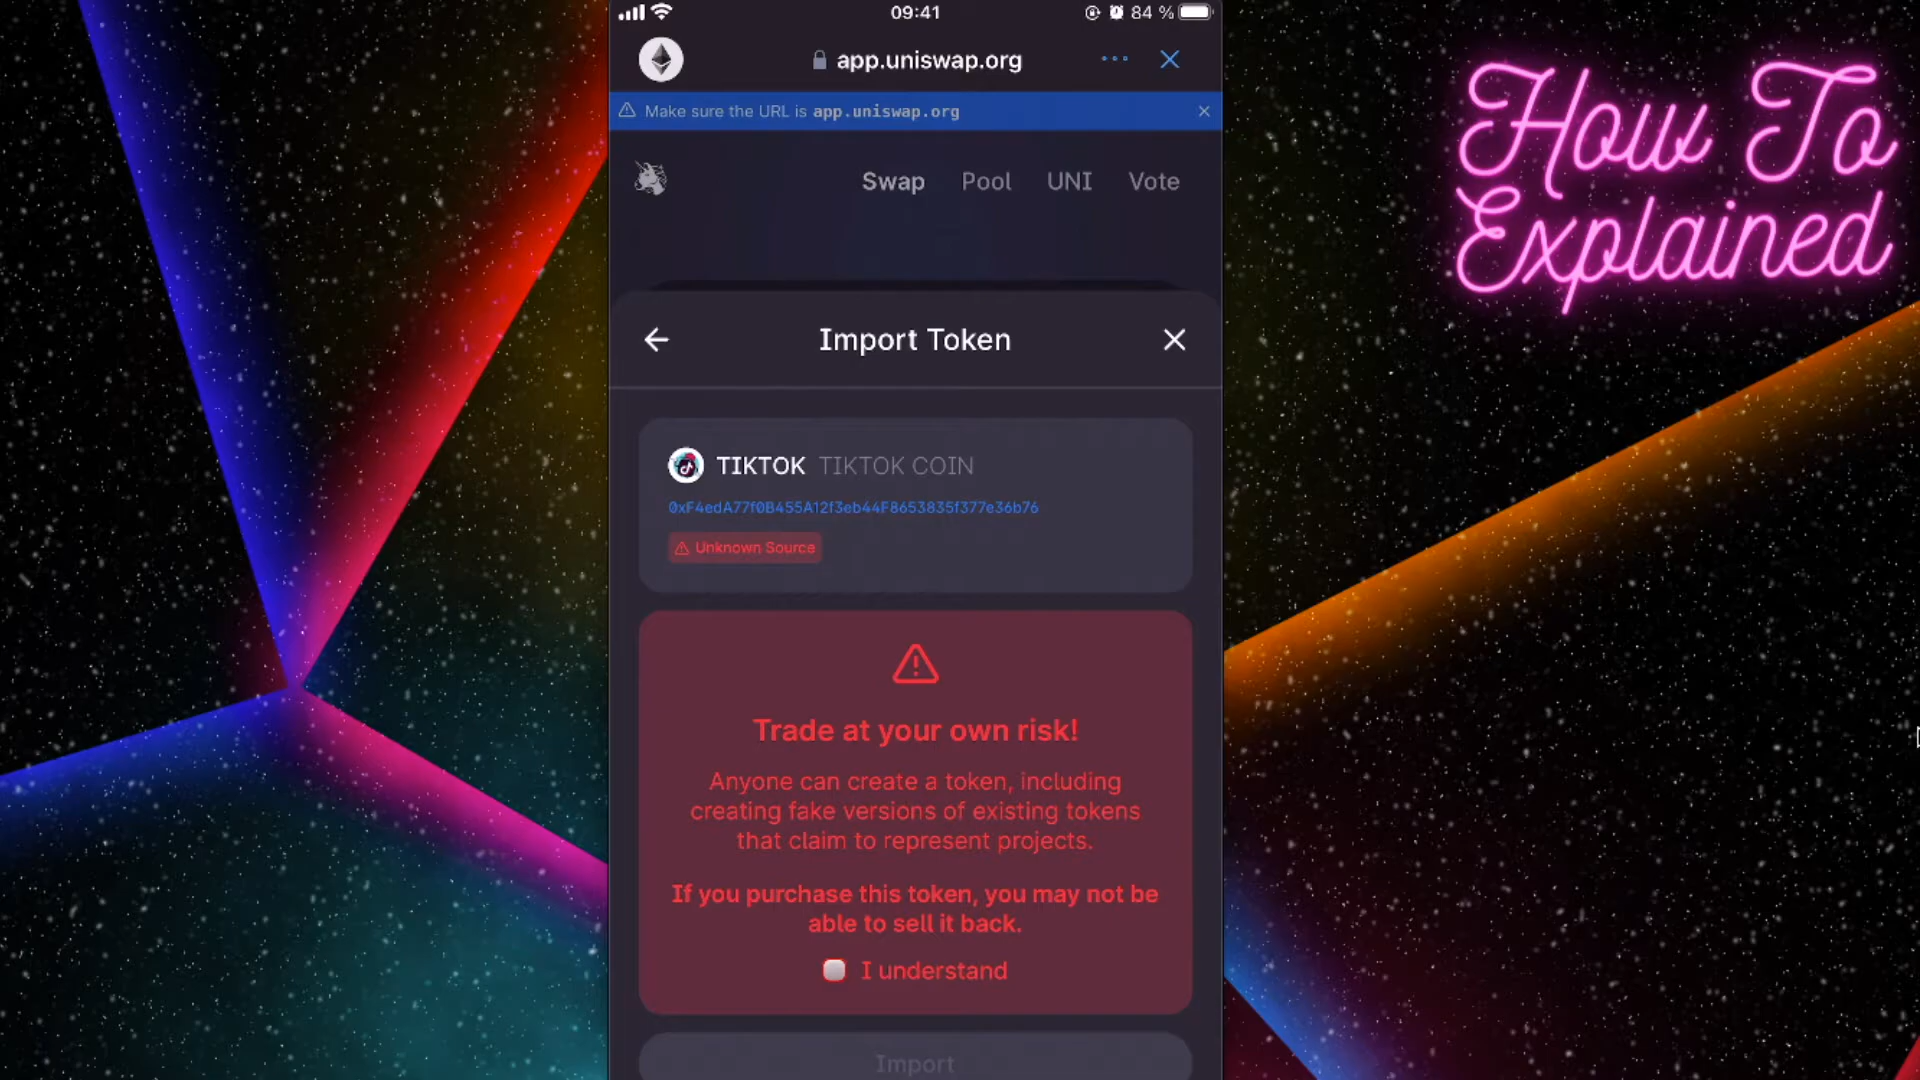 09:41
84 %
app.uniswap.org
Make sure the URL is app.uniswap.org
Swap Pool UNI Vote
How To
Explained
Import Token
TIKTOK TIKTOK COIN
0xF4edA77f0B455A12f3eb44F8653835f377e36b76
Unknown Source
Trade at your own risk!
Anyone can create a token, including
creating fake versions of existing tokens
that claim to represent projects.
If you purchase this token, you may not be
able to sell it back.
I understand
Import